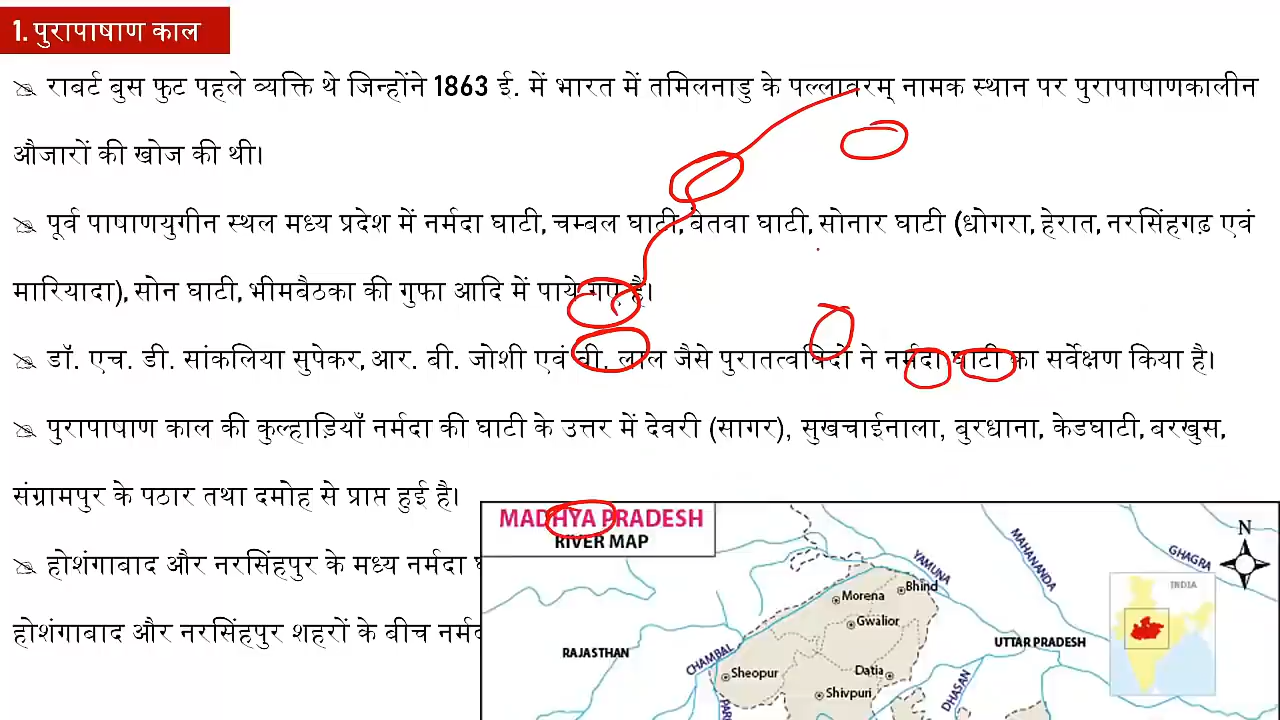 1. पुरापाषाण काल
राबर्ट बुस फुट पहले व्यक्ति थे जिन्होंने 1863 ई. में भारत में तमिलनाडु के पल्लावरम् नामक स्थान पर पुरापाषाणकालीन
औजारों की खोज की थी।
पूर्व पाषाणयुगीन स्थल मध्य प्रदेश में नर्मदा घाटी, चम्बल घाटी, बेतवा घाटी, सोनार घाटी (धोगरा, हेरात, नरसिंहगढ़ एवं
मारियादा), सोन घाटी, भीमबैठका की गुफा आदि में पाये गए है।
डॉ. एच. डी. सांकलिया सुपेकर, आर. बी. जोशी एवं वी. लाल जैसे पुरातत्वविदों ने नर्मदा घाटी का सर्वेक्षण किया है।
पुरापाषाण काल की कुल्हाड़ियाँ नर्मदा की घाटी के उत्तर में देवरी (सागर), सुखचाईनाला, बुरधाना, केडघाटी, बरखुस,
संग्रामपुर के पठार तथा दमोह से प्राप्त हुई है।
होशंगाबाद और नरसिंहपुर के मध्य नर्मदा
होशंगाबाद और नरसिंहपुर शहरों के बीच
MADHYA PRADESH
RIVER MAP
N
YAMUNA
MAHANANDA
GHAGRA
INDIA
Bhind
Morena
Gwalior
UTTAR PRADESH
RAJASTHAN
CHAMBAL
Sheopur
Datia
DHASAN
Shivpuri